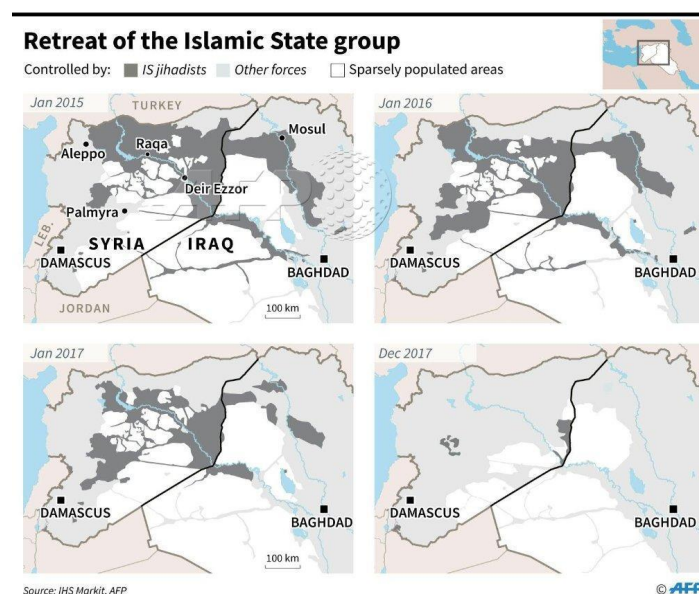 Retreat of the Islamic State group
Controlled by: IS jihadists Other forces Sparsely populated areas
Jan 2015
TURKEY
Mosul
Raqa
Aleppo
Deir Ezzor
Palmyra
LEB.
SYRIA IRAQ
DAMASCUS
BAGHDAD
JORDAN
100 km
Jan 2016
DAMASCUS
BAGHDAD
Jan 2017
DAMASCUS
BAGHDAD
100 km
Dec 2017
DAMASCUS
BAGHDAD
Source: IHS Markit, AFP
© AFP